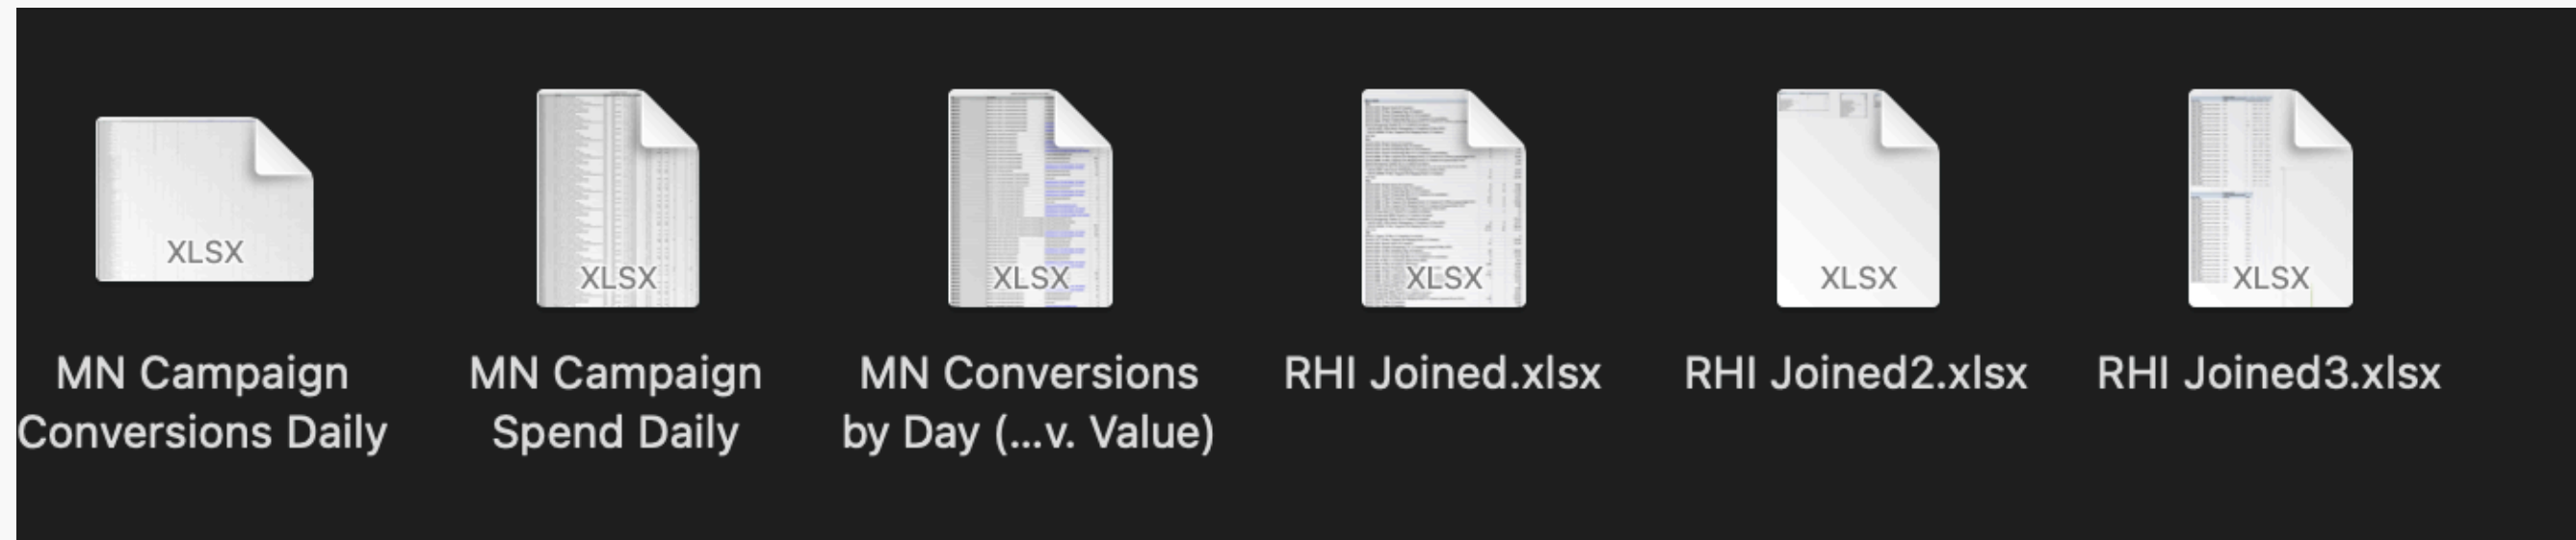 XLSX
XLSX
XLSX
XLSX
XLSX
XLSX
MN Campaign
Conversions Daily
MN Campaign
Spend Daily
MN Conversions
by Day (...v. Value)
RHI Joined.xlsx
RHI Joined2.xlsx
RHI Joined3.xlsx